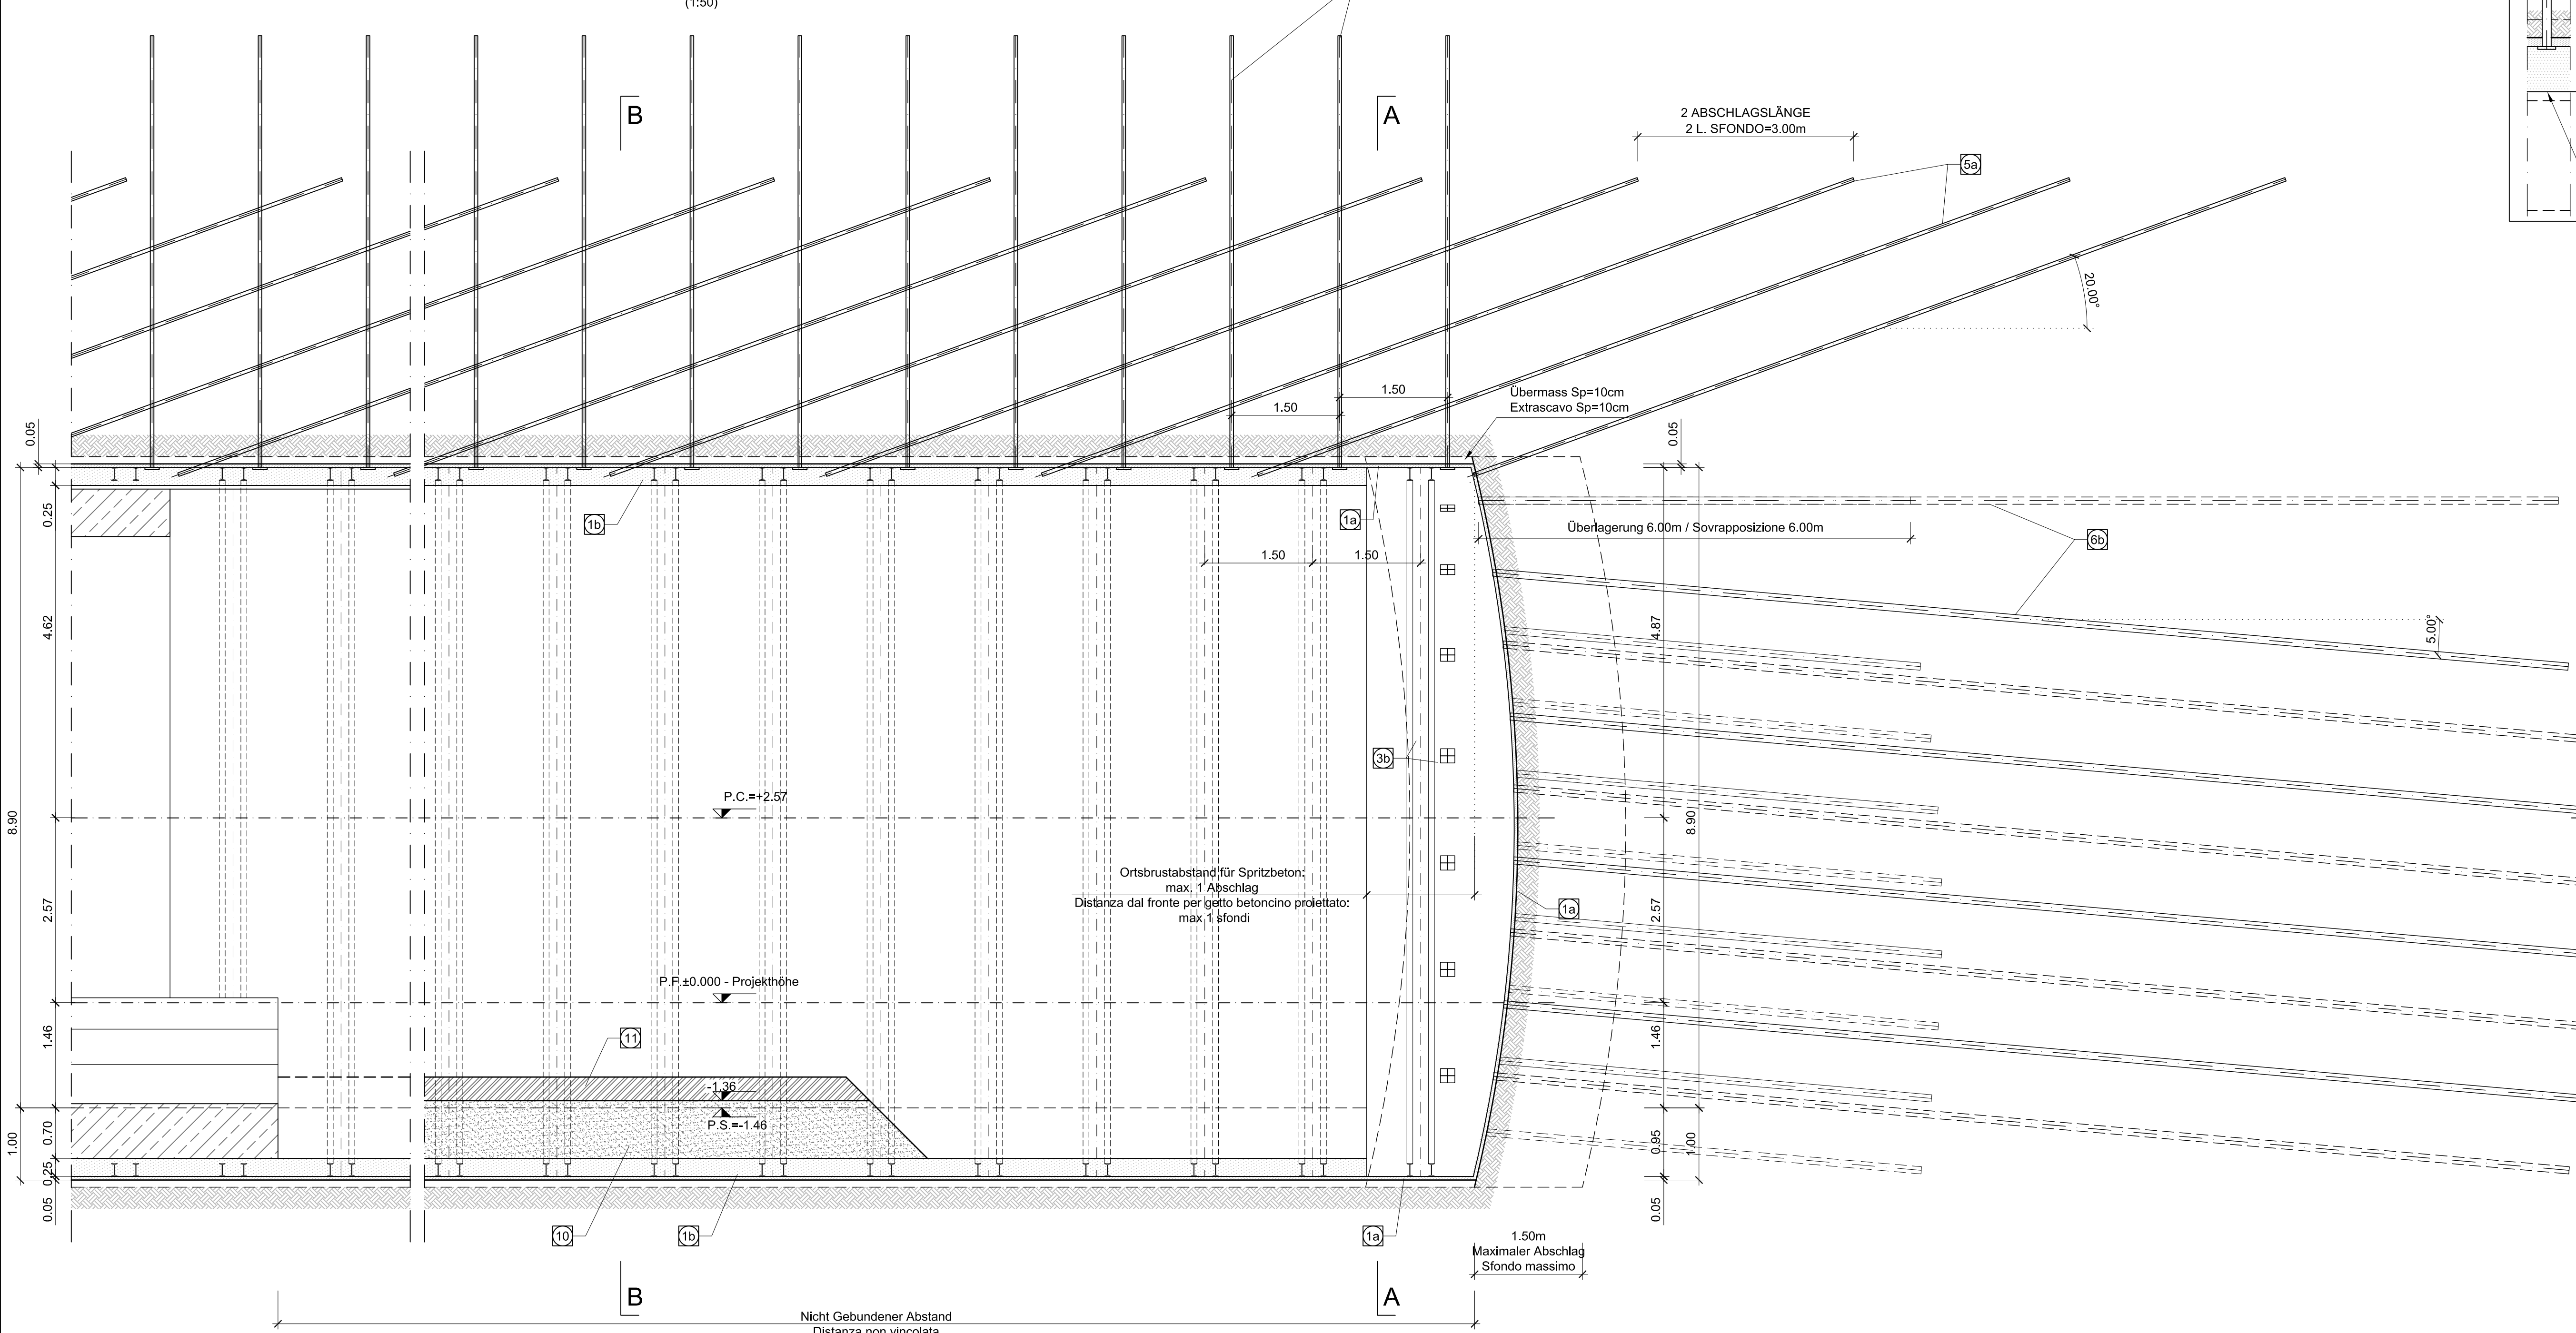 (1:50)
B
A
2 ABSCHLAGSLÄNGE
2 L. SFONDO=3.00m
5a
20.00°
1.50
1.50
Übermass Sp=10cm
Extrascavo Sp=10cm
0.05
0.05
0.25
1b
1a
Überlagerung 6.00m / Sovrapposizione 6.00m
6b
1.50
1.50
4.62
4.87
5.00°
3b
P.C.=+2.57
8.90
8.90
Ortsbrustabstand für Spritzbeton:
max. 1 Abschlag
Distanza dal fronte per getto betoncino proiettato:
max 1 sfondi
2.57
2.57
1a
P.F.±0.000 - Projekthöhe
1.46
1.46
11
-1.36
P.S.=-1.46
0.70
1.00
0.95
1.00
0.25
0.05
0.05
10
1b
1a
1.50m
Maximaler Abschlag
Sfondo massimo
B
A
Nicht Gebundener Abstand
Distanza non vincolata